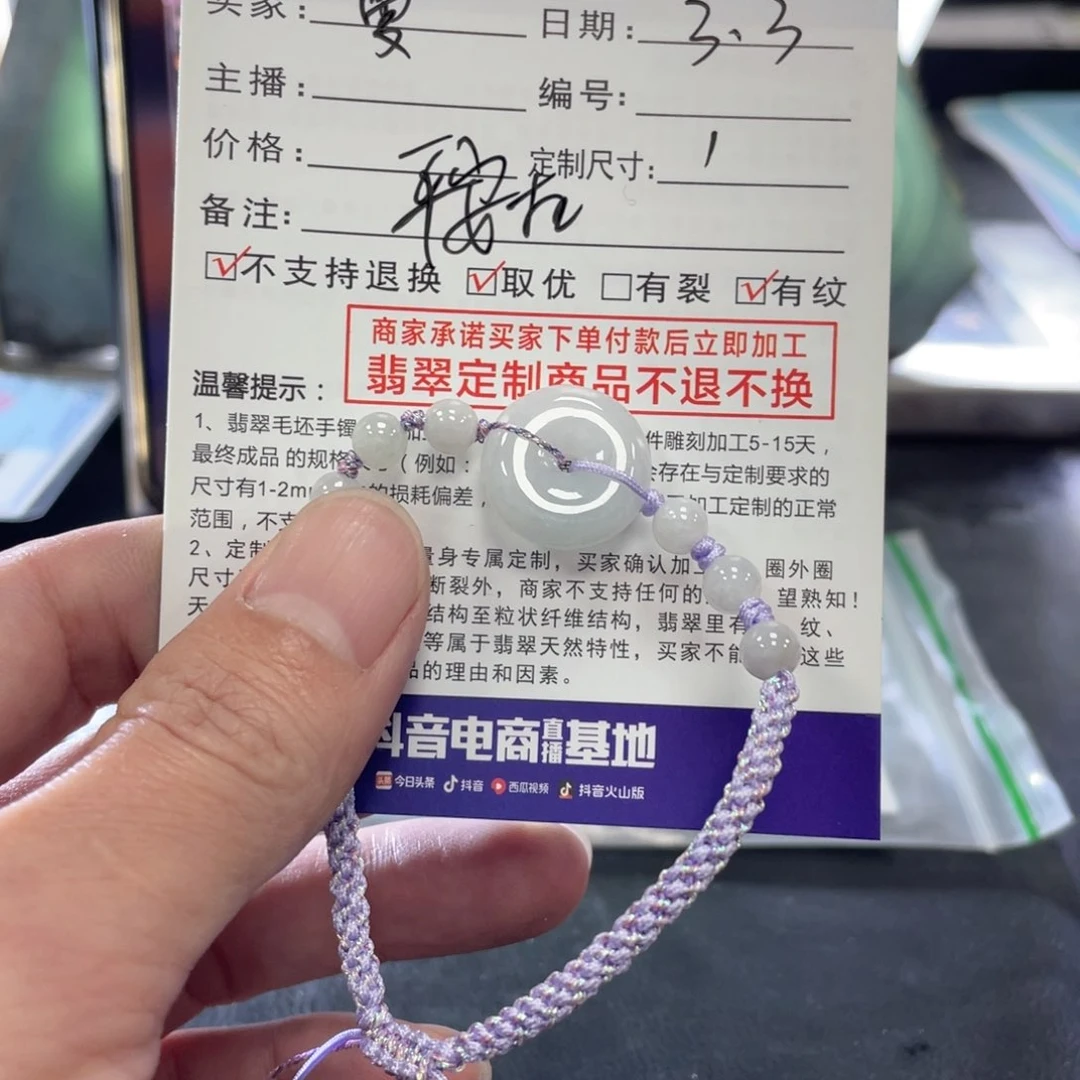 买家： 曼 日期： 3.3
主播： 编号:
价格： 定制尺寸: 1
备注: 平安扣
☑不支持退换 ☑取优 □有裂 ☑有纹
商家承诺买家下单付款后立即加工
翡翠定制商品不退不换
温馨提示：
1、翡翠毛坯手镯 件雕刻加工5-15天，
最终成品的规格 （例如： 会存在与定制要求的
尺寸有1-2m 的损耗偏差， 加工定制的正常
范围，不支
2、定制 量身专属定制，买家确认加 圈外圈
尺寸 断裂外，商家不支持任何的 望熟知！
天 结构至粒状纤维结构，翡翠里有 纹、
等属于翡翠天然特性，买家不能 这些
品的理由和因素。
抖音电商直播基地
头条 今日头条 抖音 西瓜视频 抖音火山版